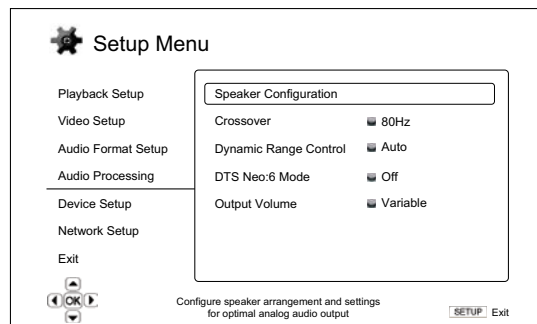 Setup Menu
Playback Setup
Video Setup
Audio Format Setup
Audio Processing
Device Setup
Network Setup
Exit
Speaker Configuration
Crossover 80Hz
Dynamic Range Control Auto
DTS Neo:6 Mode Off
Output Volume Variable
OK
Configure speaker arrangement and settings
for optimal analog audio output
SETUP Exit